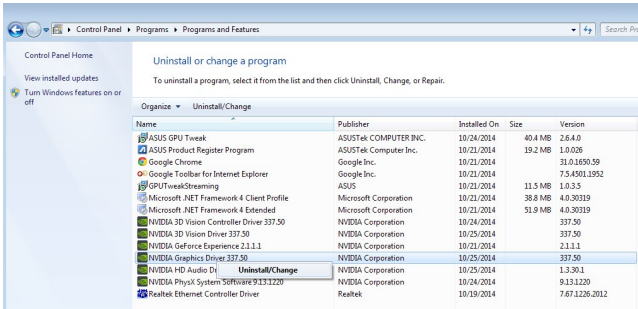 Control Panel ▸ Programs ▸ Programs and Features
Search Pro
Control Panel Home
View installed updates
Turn Windows features on or off
Uninstall or change a program
To uninstall a program, select it from the list and then click Uninstall, Change, or Repair.
Organize Uninstall/Change
Name Publisher Installed On Size Version
ASUS GPU Tweak ASUSTek COMPUTER INC. 10/24/2014 40.4 MB 2.6.4.0
ASUS Product Register Program ASUSTek Computer Inc. 10/21/2014 19.2 MB 1.0.026
Google Chrome Google Inc. 10/21/2014 31.0.1650.59
Google Toolbar for Internet Explorer Google Inc. 10/21/2014 7.5.4501.1952
GPUTweakStreaming ASUS 10/21/2014 11.5 MB 1.0.3.5
Microsoft .NET Framework 4 Client Profile Microsoft Corporation 10/21/2014 38.8 MB 4.0.30319
Microsoft .NET Framework 4 Extended Microsoft Corporation 10/21/2014 51.9 MB 4.0.30319
NVIDIA 3D Vision Controller Driver 337.50 NVIDIA Corporation 10/24/2014 337.50
NVIDIA 3D Vision Driver 337.50 NVIDIA Corporation 10/25/2014 337.50
NVIDIA GeForce Experience 2.1.1.1 NVIDIA Corporation 10/21/2014 2.1.1.1
NVIDIA Graphics Driver 337.50 NVIDIA Corporation 10/25/2014 337.50
NVIDIA HD Audio Dr Uninstall/Change NVIDIA Corporation 10/25/2014 1.3.30.1
NVIDIA PhysX System Software 9.13.1220 NVIDIA Corporation 10/24/2014 9.13.1220
Realtek Ethernet Controller Driver Realtek 10/19/2014 7.67.1226.2012